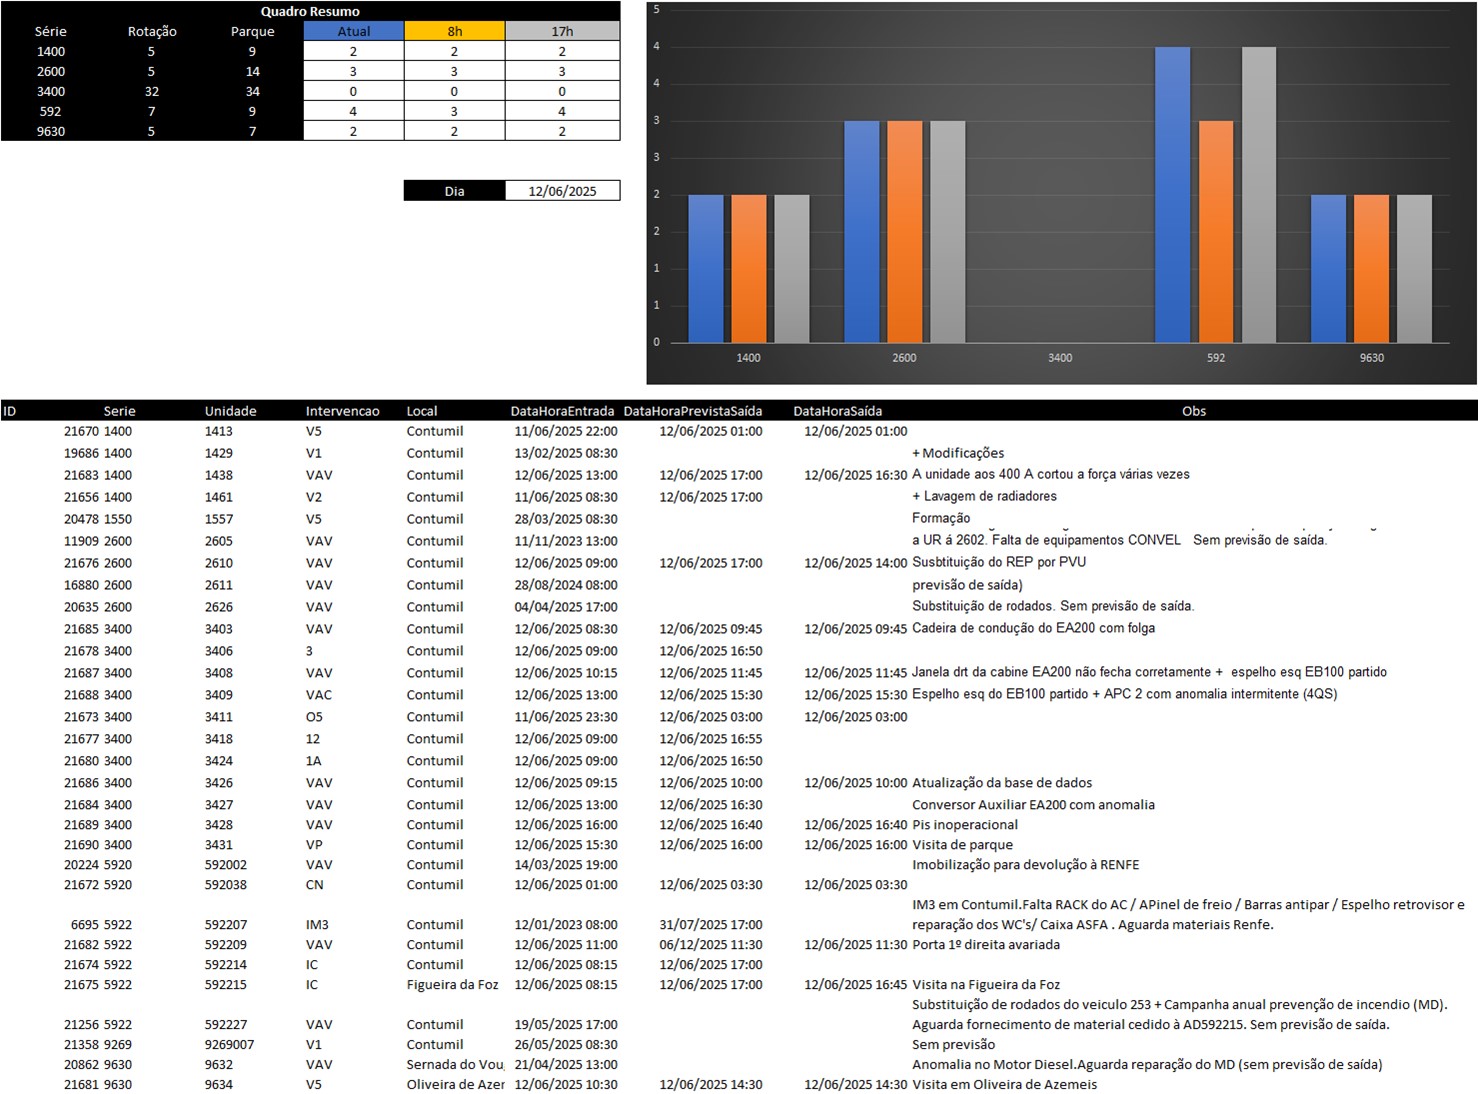 Quadro Resumo
Série Rotação Parque Atual 8h 17h
1400 5 9 2 2 2
2600 5 14 3 3 3
3400 32 34 0 0 0
592 7 9 4 3 4
9630 5 7 2 2 2
Dia 12/06/2025
5
4
4
3
3
2
2
1
1
0
1400 2600 3400 592 9630
ID Serie Unidade Intervencao Local DataHoraEntrada DataHoraPrevistaSaída DataHoraSaída Obs
21670 1400 1413 V5 Contumil 11/06/2025 22:00 12/06/2025 01:00 12/06/2025 01:00
19686 1400 1429 V1 Contumil 13/02/2025 08:30 + Modificações
21683 1400 1438 VAV Contumil 12/06/2025 13:00 12/06/2025 17:00 12/06/2025 16:30 A unidade aos 400 A cortou a força várias vezes
21656 1400 1461 V2 Contumil 11/06/2025 08:30 12/06/2025 17:00 + Lavagem de radiadores
20478 1550 1557 V5 Contumil 28/03/2025 08:30 Formação
11909 2600 2605 VAV Contumil 11/11/2023 13:00 a UR á 2602. Falta de equipamentos CONVEL Sem previsão de saída.
21676 2600 2610 VAV Contumil 12/06/2025 09:00 12/06/2025 17:00 12/06/2025 14:00 Susbtituição do REP por PVU
16880 2600 2611 VAV Contumil 28/08/2024 08:00 previsão de saída)
20635 2600 2626 VAV Contumil 04/04/2025 17:00 Substituição de rodados. Sem previsão de saída.
21685 3400 3403 VAV Contumil 12/06/2025 08:30 12/06/2025 09:45 12/06/2025 09:45 Cadeira de condução do EA200 com folga
21678 3400 3406 3 Contumil 12/06/2025 09:00 12/06/2025 16:50
21687 3400 3408 VAV Contumil 12/06/2025 10:15 12/06/2025 11:45 12/06/2025 11:45 Janela drt da cabine EA200 não fecha corretamente + espelho esq EB100 partido
21688 3400 3409 VAC Contumil 12/06/2025 13:00 12/06/2025 15:30 12/06/2025 15:30 Espelho esq do EB100 partido + APC 2 com anomalia intermitente (4QS)
21673 3400 3411 O5 Contumil 11/06/2025 23:30 12/06/2025 03:00 12/06/2025 03:00
21677 3400 3418 12 Contumil 12/06/2025 09:00 12/06/2025 16:55
21680 3400 3424 1A Contumil 12/06/2025 09:00 12/06/2025 16:50
21686 3400 3426 VAV Contumil 12/06/2025 09:15 12/06/2025 10:00 12/06/2025 10:00 Atualização da base de dados
21684 3400 3427 VAV Contumil 12/06/2025 13:00 12/06/2025 16:30 Conversor Auxiliar EA200 com anomalia
21689 3400 3428 VAV Contumil 12/06/2025 16:00 12/06/2025 16:40 12/06/2025 16:40 Pis inoperacional
21690 3400 3431 VP Contumil 12/06/2025 15:30 12/06/2025 16:00 12/06/2025 16:00 Visita de parque
20224 5920 592002 VAV Contumil 14/03/2025 19:00 Imobilização para devolução à RENFE
21672 5920 592038 CN Contumil 12/06/2025 01:00 12/06/2025 03:30 12/06/2025 03:30
IM3 em Contumil.Falta RACK do AC / APinel de freio / Barras antipar / Espelho retrovisor e
6695 5922 592207 IM3 Contumil 12/01/2023 08:00 31/07/2025 17:00 reparação dos WC's/ Caixa ASFA . Aguarda materiais Renfe.
21682 5922 592209 VAV Contumil 12/06/2025 11:00 06/12/2025 11:30 12/06/2025 11:30 Porta 1º direita avariada
21674 5922 592214 IC Contumil 12/06/2025 08:15 12/06/2025 17:00
21675 5922 592215 IC Figueira da Foz 12/06/2025 08:15 12/06/2025 17:00 12/06/2025 16:45 Visita na Figueira da Foz
Substituição de rodados do veiculo 253 + Campanha anual prevenção de incendio (MD).
21256 5922 592227 VAV Contumil 19/05/2025 17:00 Aguarda fornecimento de material cedido à AD592215. Sem previsão de saída.
21358 9269 9269007 V1 Contumil 26/05/2025 08:30 Sem previsão
20862 9630 9632 VAV Sernada do Vou 21/04/2025 13:00 Anomalia no Motor Diesel.Aguarda reparação do MD (sem previsão de saída)
21681 9630 9634 V5 Oliveira de Azer 12/06/2025 10:30 12/06/2025 14:30 12/06/2025 14:30 Visita em Oliveira de Azemeis